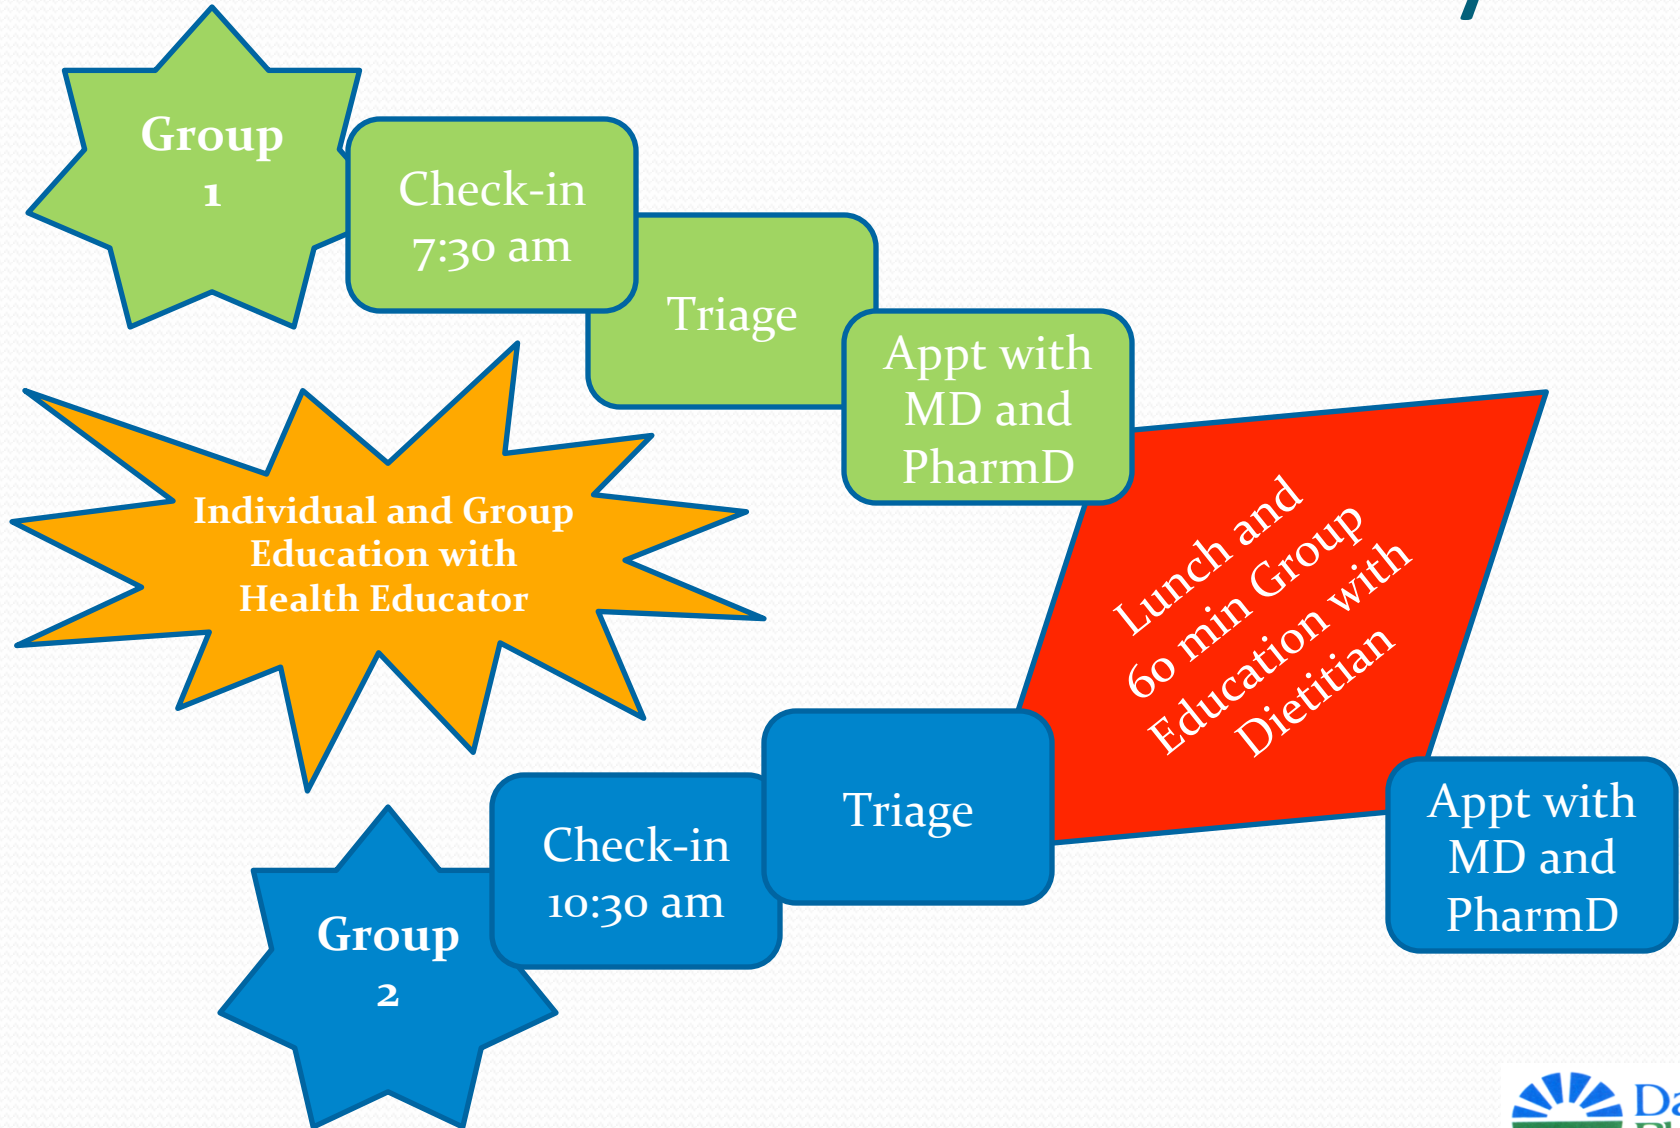 Group
1
Check-in
7:30 am
Triage
Appt with
MD and
PharmD
Individual and Group
Education with
Health Educator
Lunch and
60 min Group
Education with
Dietitian
Group
2
Check-in
10:30 am
Triage
Appt with
MD and
PharmD